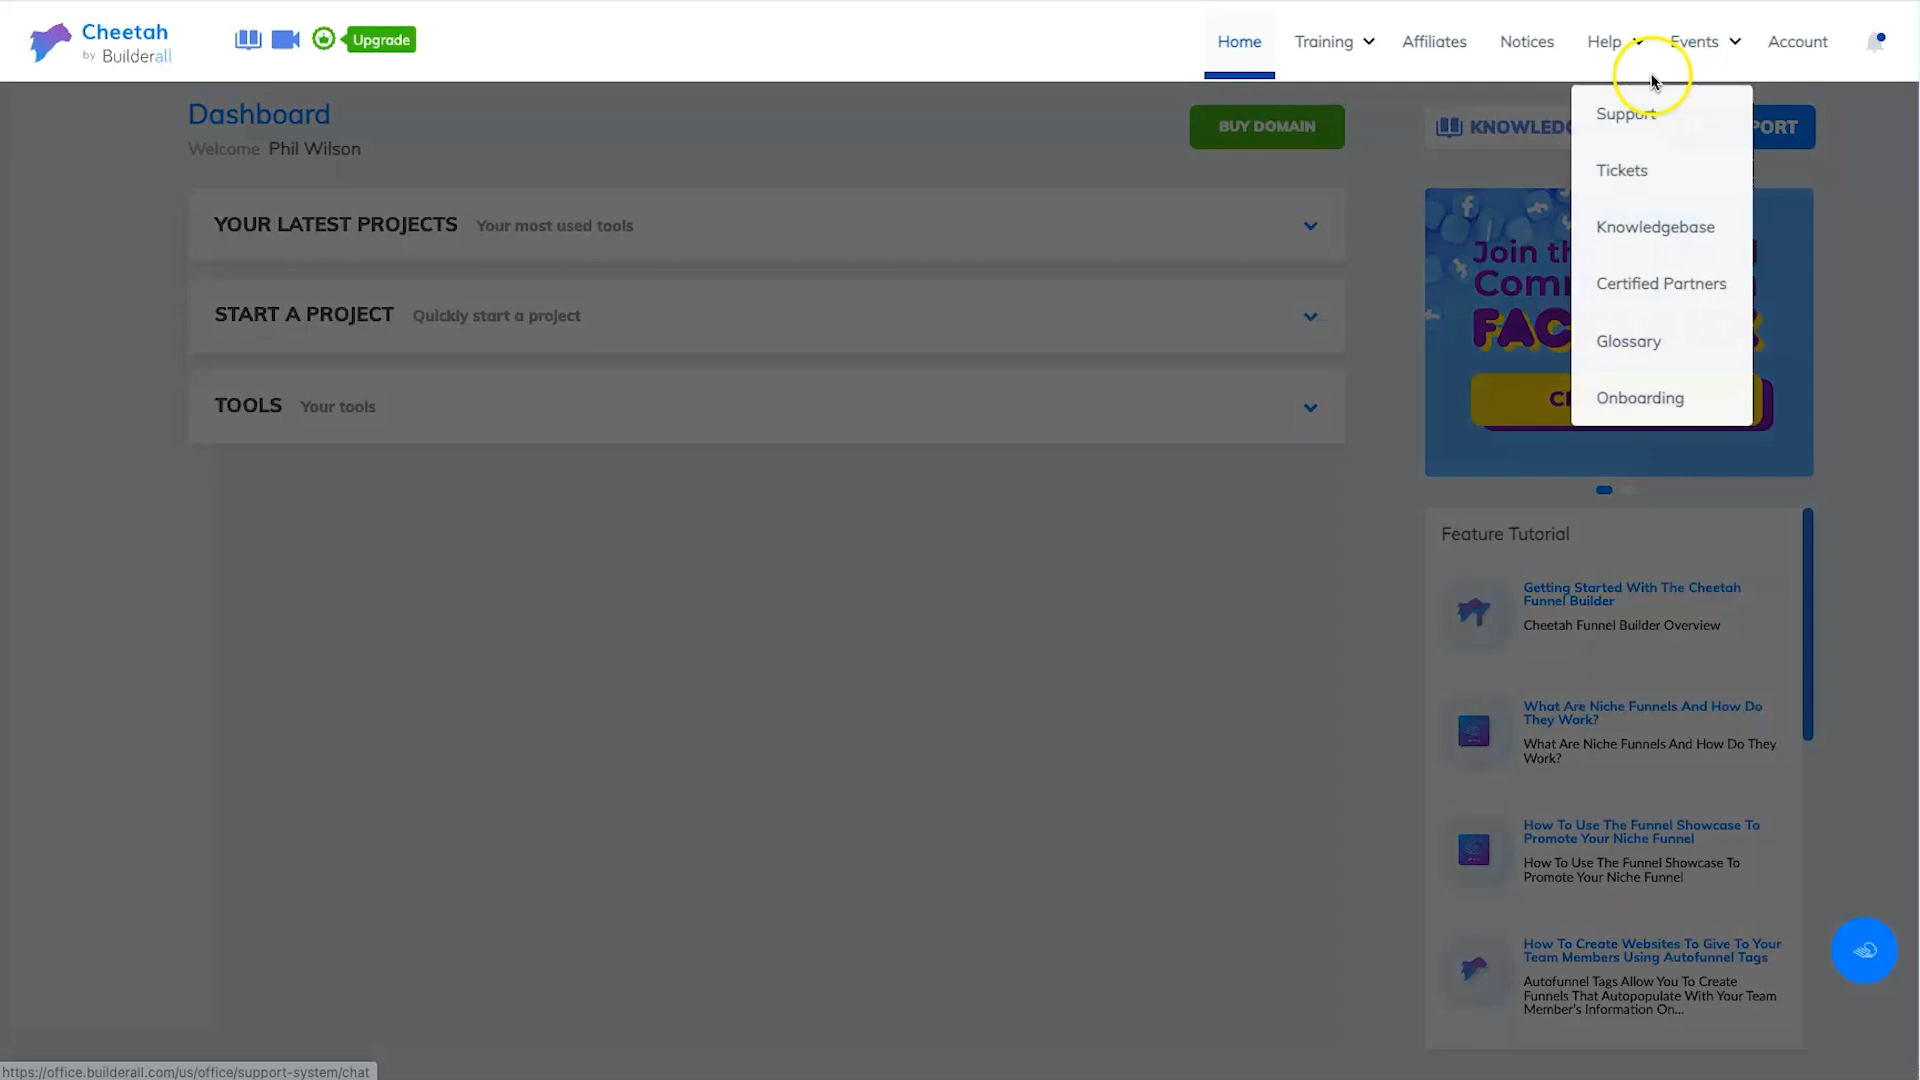 Cheetah
by Builderall
Upgrade
Home
Training
Affiliates
Notices
Help
Events
Account
Dashboard
Welcome Phil Wilson
BUY DOMAIN
YOUR LATEST PROJECTS Your most used tools
START A PROJECT Quickly start a project
TOOLS Your tools
Support
Tickets
Knowledgebase
Certified Partners
Glossary
Onboarding
Join
Feature Tutorial
Getting Started With The Cheetah
Funnel Builder
Cheetah Funnel Builder Overview
What Are Niche Funnels And How Do
They Work?
What Are Niche Funnels And How Do They
Work?
How To Use The Funnel Showcase To
Promote Your Niche Funnel
How To Use The Funnel Showcase To
Promote Your Niche Funnel
How To Create Websites To Give To Your
Team Members Using Autofunnel Tags
Autofunnel Tags Allow You To Create
Funnels That Autopopulate With Your Team
Member's Information On...
https://office.builderall.com/us/office/support-system/chat